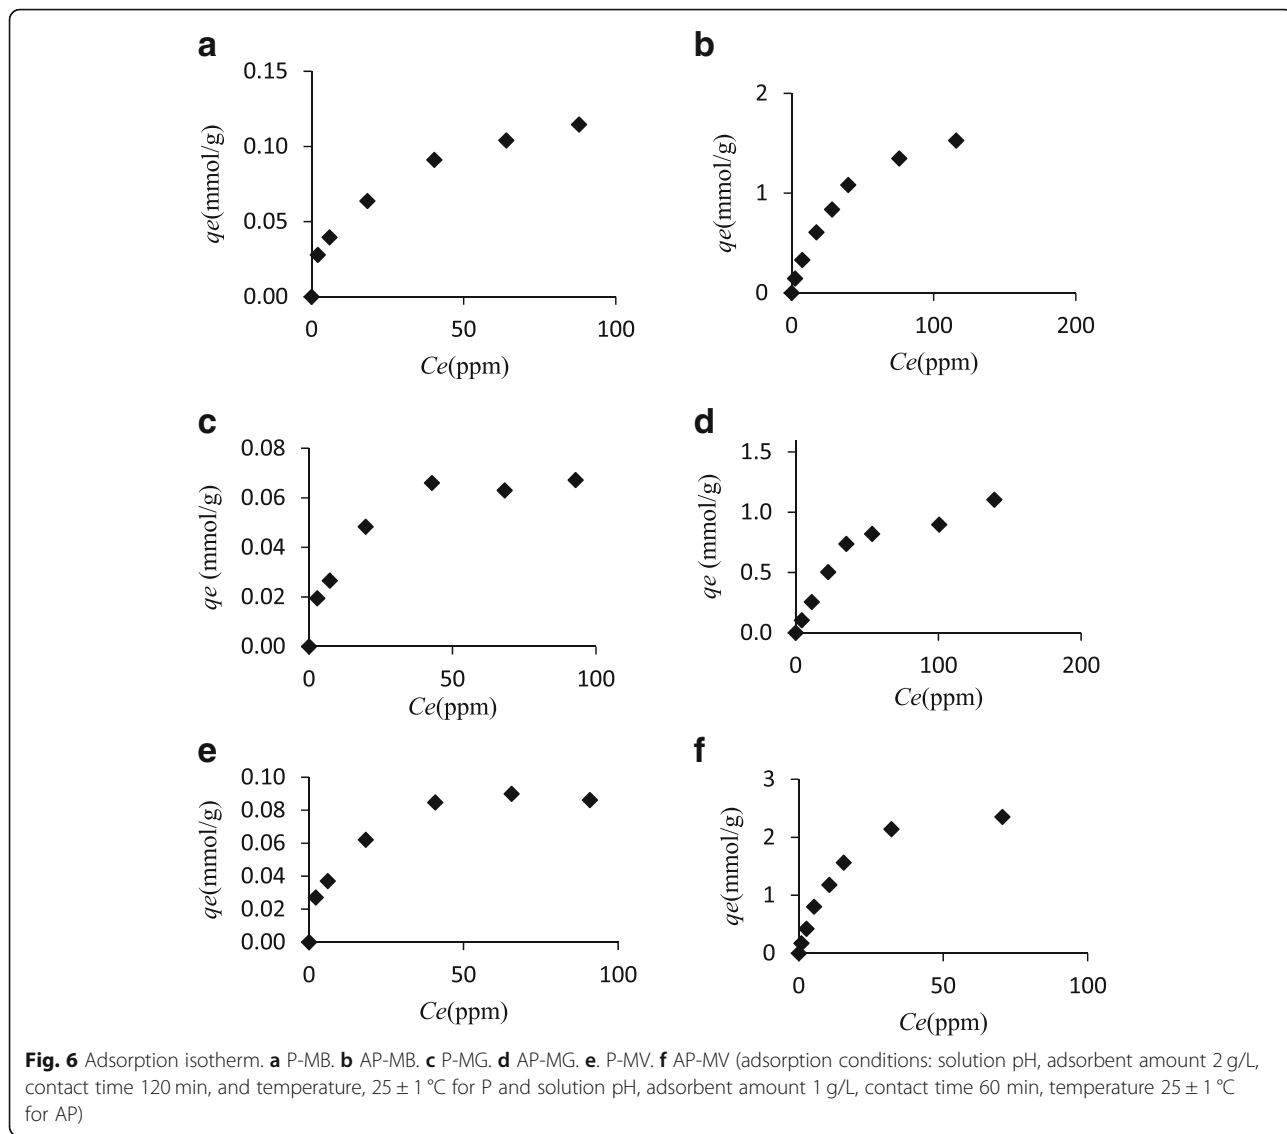 a
0.15
0.10
0.05
0.00
qe(mmol/g)
0 50 100
Ce(ppm)
b
2
1
0
qe(mmol/g)
0 100 200
Ce(ppm)
c
0.08
0.06
0.04
0.02
0.00
qe (mmol/g)
0 50 100
Ce(ppm)
d
1.5
1.0
0.5
0.0
qe (mmol/g)
0 100 200
Ce(ppm)
e
0.10
0.08
0.06
0.04
0.02
0.00
qe(mmol/g)
0 50 100
Ce(ppm)
f
3
2
1
0
qe(mmol/g)
0 50 100
Ce(ppm)
Fig. 6 Adsorption isotherm. a P-MB. b AP-MB. c P-MG. d AP-MG. e. P-MV. f AP-MV (adsorption conditions: solution pH, adsorbent amount 2 g/L,
contact time 120 min, and temperature, 25 ± 1 °C for P and solution pH, adsorbent amount 1 g/L, contact time 60 min, temperature 25 ± 1 °C
for AP)